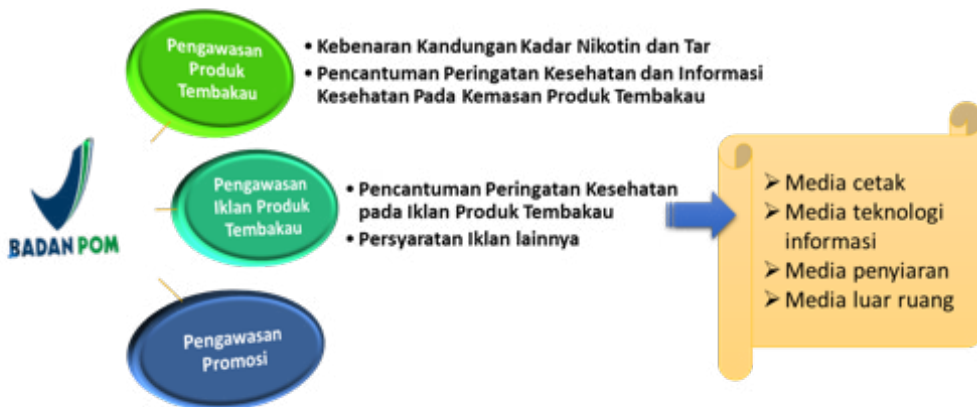 BADAN POM
Pengawasan
Produk
Tembakau
• Kebenaran Kandungan Kadar Nikotin dan Tar
• Pencantuman Peringatan Kesehatan dan Informasi
Kesehatan Pada Kemasan Produk Tembakau
Pengawasan
Iklan Produk
Tembakau
• Pencantuman Peringatan Kesehatan
pada Iklan Produk Tembakau
• Persyaratan Iklan lainnya
➢ Media cetak
➢ Media teknologi
informasi
➢ Media penyiaran
➢ Media luar ruang
Pengawasan
Promosi